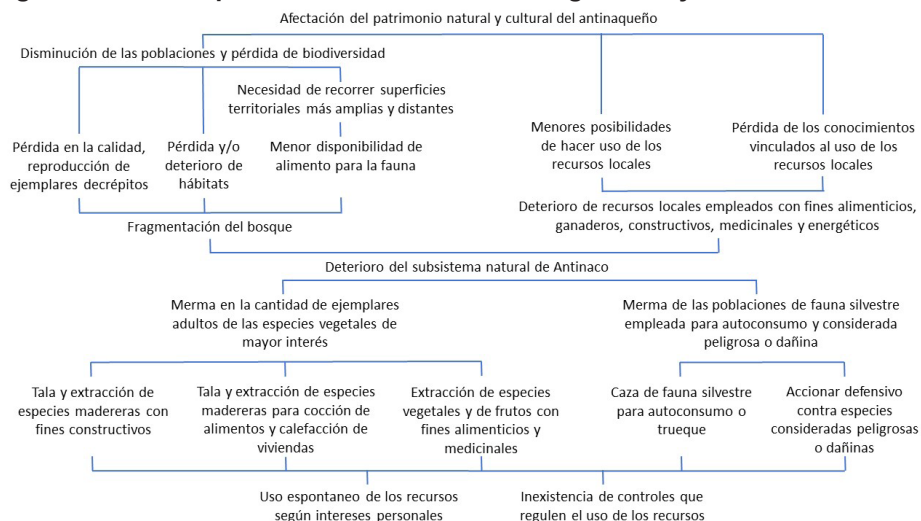 Afectación del patrimonio natural y cultural del antinaqueño
Disminución de las poblaciones y pérdida de biodiversidad
Necesidad de recorrer superficies
territoriales más amplias y distantes
Pérdida en la calidad,
reproducción de
ejemplares decrépitos
Pérdida y/o
deterioro de
hábitats
Menor disponibilidad de
alimento para la fauna
Menores posibilidades
de hacer uso de los
recursos locales
Pérdida de los conocimientos
vinculados al uso de los
recursos locales
Fragmentación del bosque
Deterioro de recursos locales empleados con fines alimenticios,
ganaderos, constructivos, medicinales y energéticos
Deterioro del subsistema natural de Antinaco
Merma en la cantidad de ejemplares
adultos de las especies vegetales de
mayor interés
Merma de las poblaciones de fauna silvestre
empleada para autoconsumo y considerada
peligrosa o dañina
Tala y extracción de
especies madereras con
fines constructivos
Tala y extracción de especies
madereras para cocción de
alimentos y calefacción de
viviendas
Extracción de especies
vegetales y de frutos con
fines alimenticios y
medicinales
Caza de fauna silvestre
para autoconsumo o
trueque
Accionar defensivo
contra especies
consideradas peligrosas
o dañinas
Uso espontaneo de los recursos
según intereses personales
Inexistencia de controles que
regulen el uso de los recursos